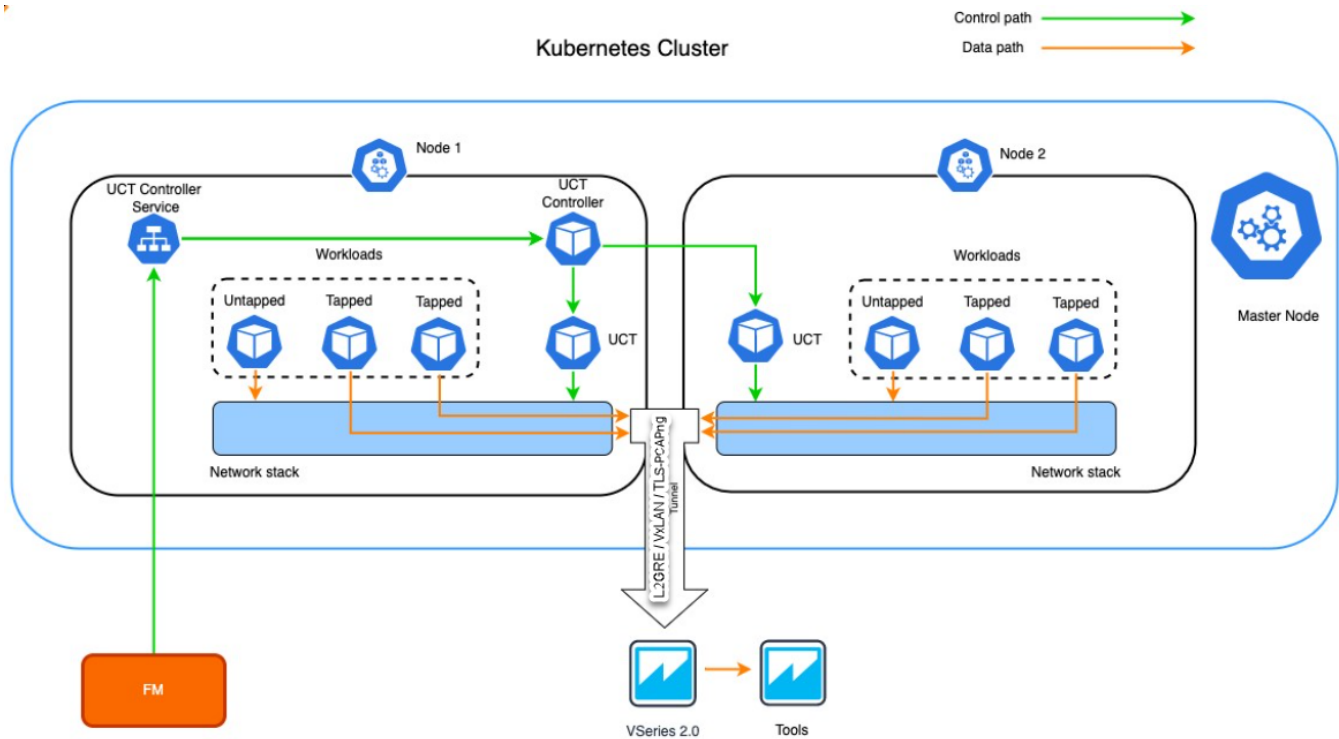 Control path
Data path
Kubernetes Cluster
Node 1
Node 2
UCT Controller
Service
UCT
Controller
Workloads
Workloads
Untapped
Tapped
Tapped
Untapped
Tapped
Tapped
UCT
UCT
Master Node
Network stack
Network stack
L2GRE / VxLAN / TLS-PCAPng
Tunnel
FM
VSeries 2.0
Tools